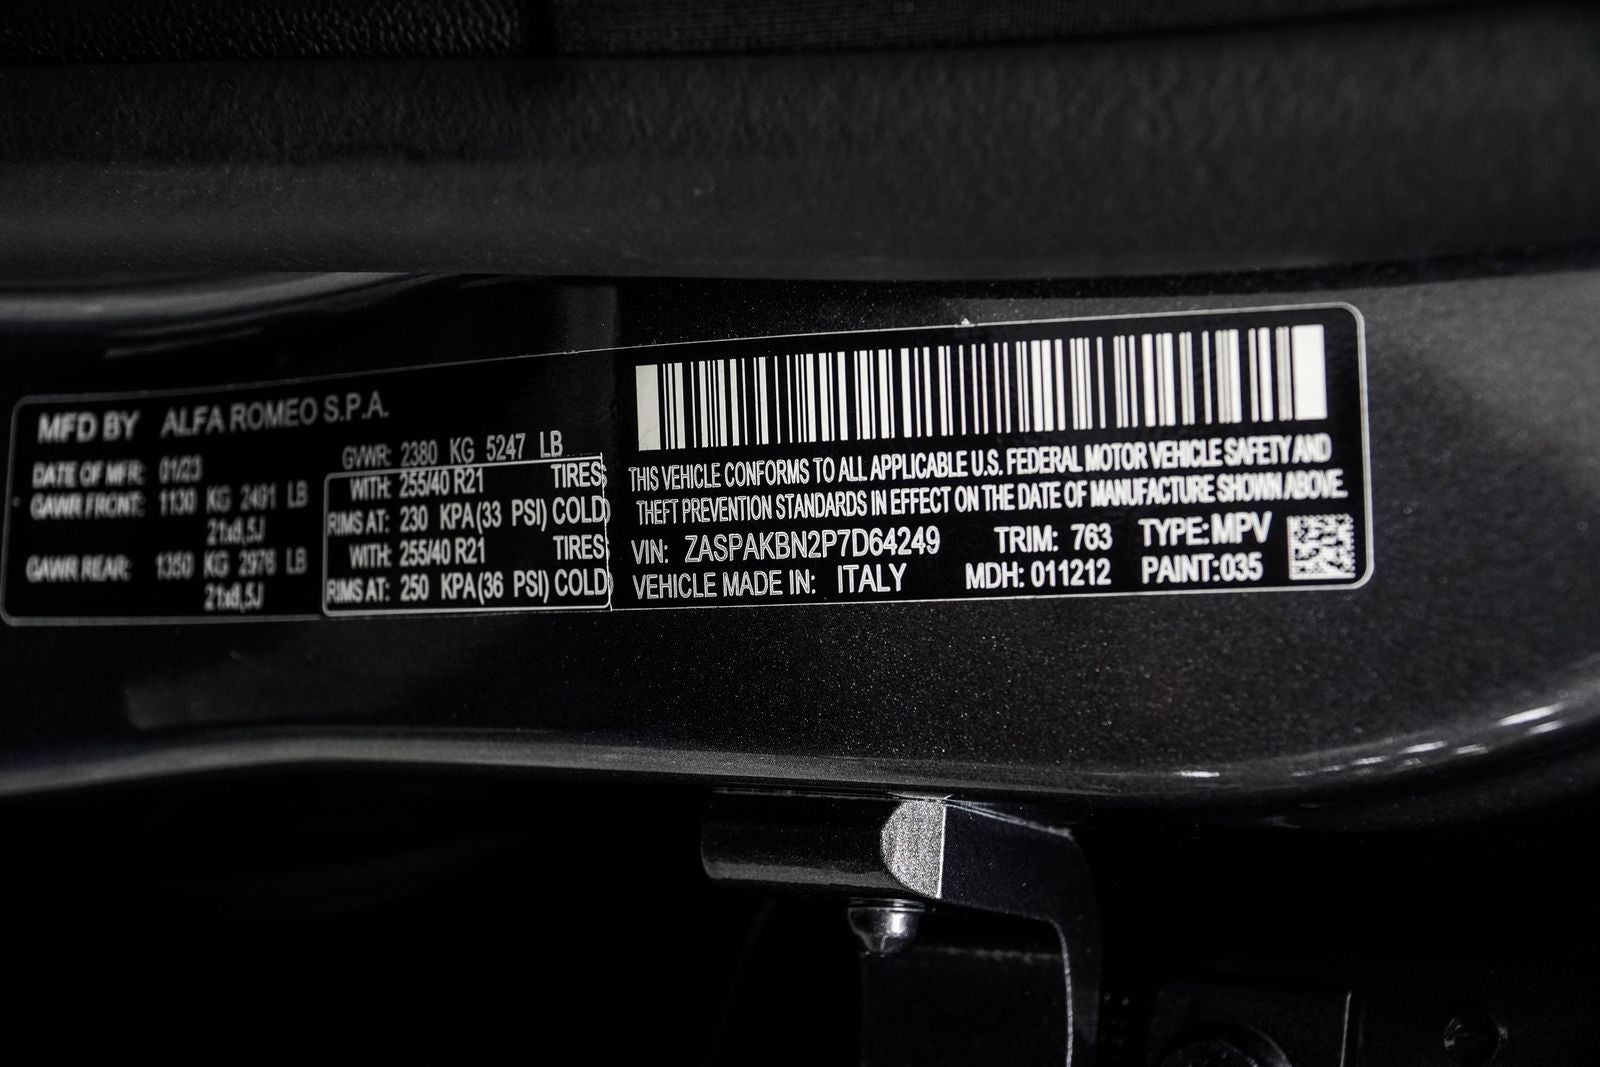 MFD BY ALFA ROMEO S.P.A.
DATE OF MFR: 01/23
GVWR: 2380 KG 5247 LB
GAWR FRONT: 1130 KG 2491 LB
WITH: 255/40 R21 TIRES
21x8,5J
RIMS AT: 230 KPA(33 PSI) COLD
GAWR REAR: 1350 KG 2976 LB
WITH: 255/40 R21 TIRES
21x8,5J
RIMS AT: 250 KPA(36 PSI) COLD
THIS VEHICLE CONFORMS TO ALL APPLICABLE U.S. FEDERAL MOTOR VEHICLE SAFETY AND
THEFT PREVENTION STANDARDS IN EFFECT ON THE DATE OF MANUFACTURE SHOWN ABOVE.
VIN: ZASPAKBN2P7D64249 TRIM: 763 TYPE: MPV
VEHICLE MADE IN: ITALY MDH: 011212 PAINT:035